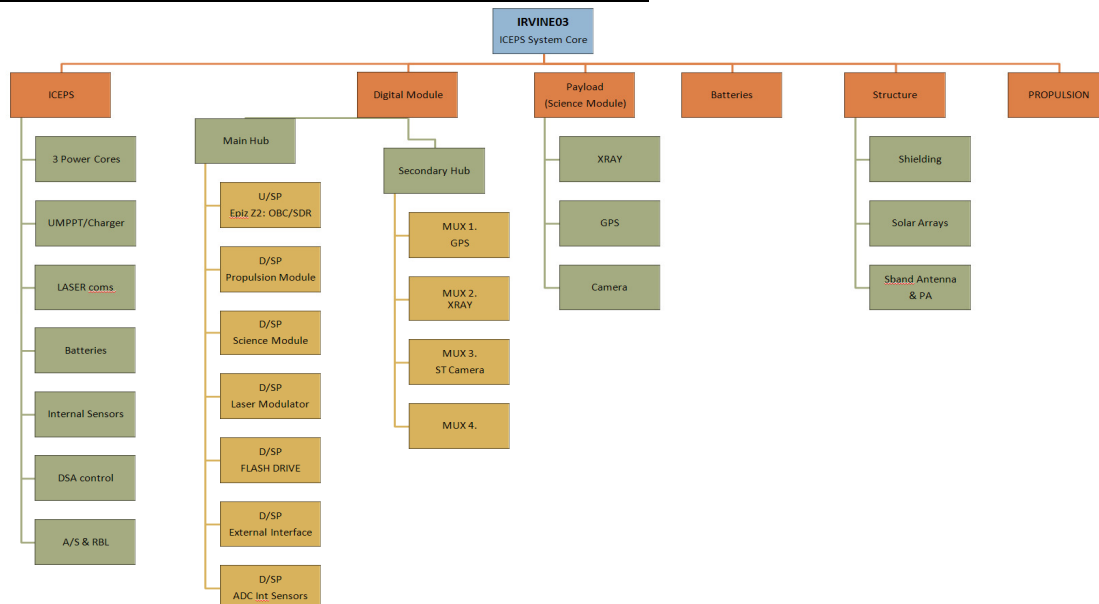 IRVINE03
ICEPS System Core
ICEPS
Digital Module
Payload
(Science Module)
Batteries
Structure
PROPULSION
3 Power Cores
UMPPT/Charger
LASER coms
Batteries
Internal Sensors
DSA control
A/S & RBL
Main Hub
U/SP
Epiz Z2: OBC/SDR
D/SP
Propulsion Module
D/SP
Science Module
D/SP
Laser Modulator
D/SP
FLASH DRIVE
D/SP
External Interface
D/SP
ADC Int Sensors
Secondary Hub
MUX 1.
GPS
MUX 2.
XRAY
MUX 3.
ST Camera
MUX 4.
XRAY
GPS
Camera
Shielding
Solar Arrays
Sband Antenna
& PA